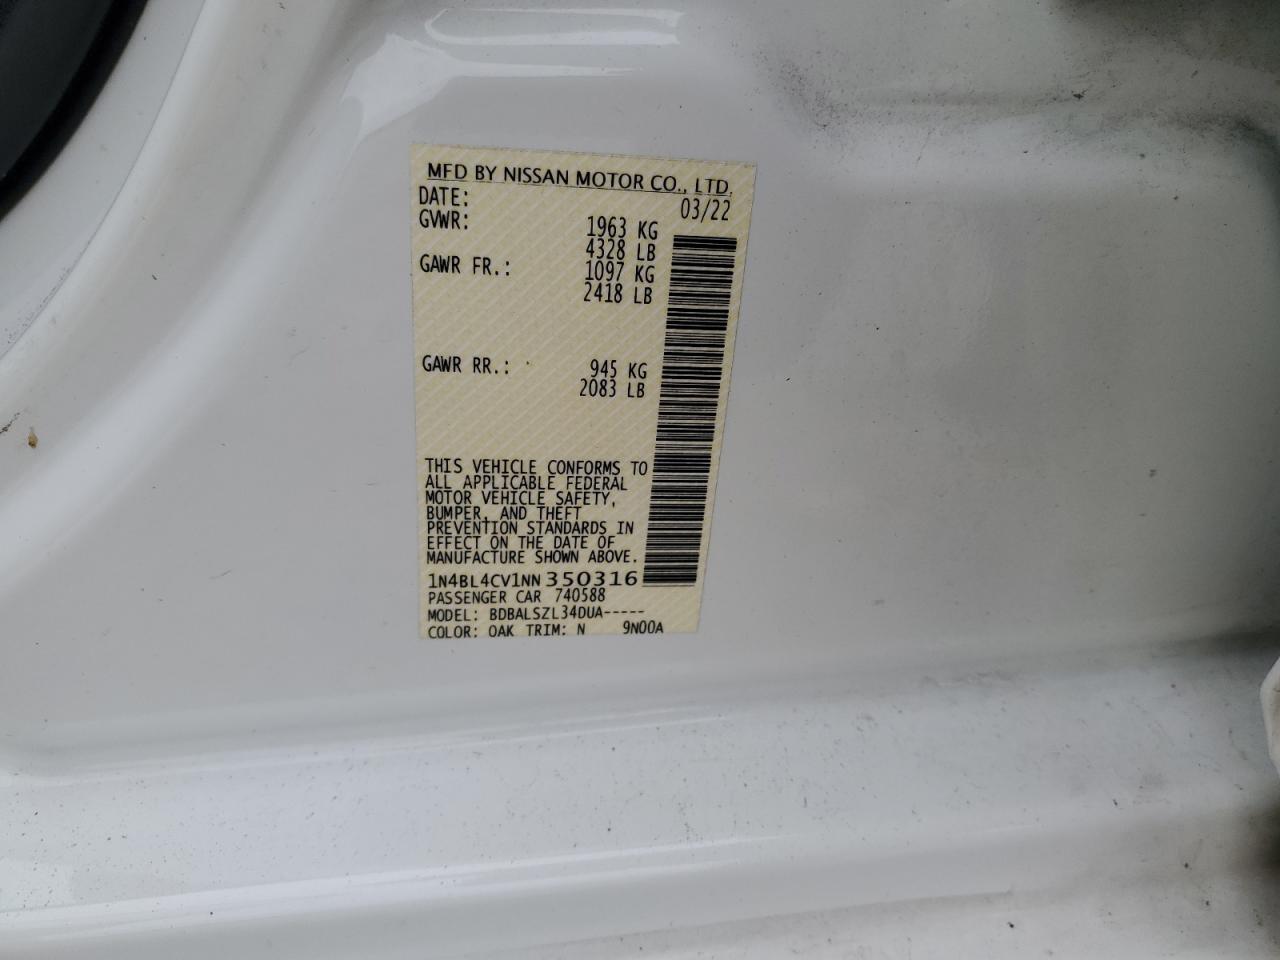 MFD BY NISSAN MOTOR CO., LTD.
DATE: 03/22
GVWR: 1963 KG
4328 LB
GAWR FR.: 1097 KG
2418 LB
GAWR RR.: 945 KG
2083 LB
THIS VEHICLE CONFORMS TO
ALL APPLICABLE FEDERAL
MOTOR VEHICLE SAFETY,
BUMPER, AND THEFT
PREVENTION STANDARDS IN
EFFECT ON THE DATE OF
MANUFACTURE SHOWN ABOVE.
1N4BL4CV1NN350316
PASSENGER CAR 740588
MODEL: BDBALSZL34DUA-----
COLOR: QAK TRIM: N 9N00A